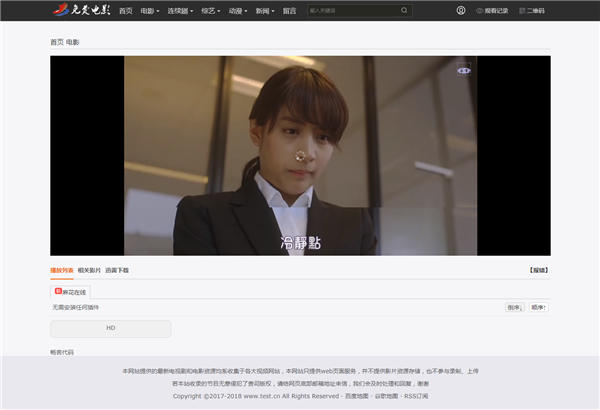 免费电影 首页 电影 连续剧 综艺 动漫 新闻 留言 输入关键词 观看记录 二维码
首页 电影
冷靜點
播放列表 相关影片 迅雷下载 【报错】
麻花在线
无需安装任何插件 倒序↓ 顺序↑
HD
畅言代码
本网站提供的最新电视剧和电影资源均系收集于各大视频网站，本网站只提供web页面服务，并不提供影片资源存储，也不参与录制、上传
若本站收录的节目无意侵犯了贵司版权，请给网页底部邮箱地址来信，我们会及时处理和回复，谢谢
Copyright ©2017-2018 www.test.cn All Rights Reserved · 百度地图 · 谷歌地图 · RSS订阅